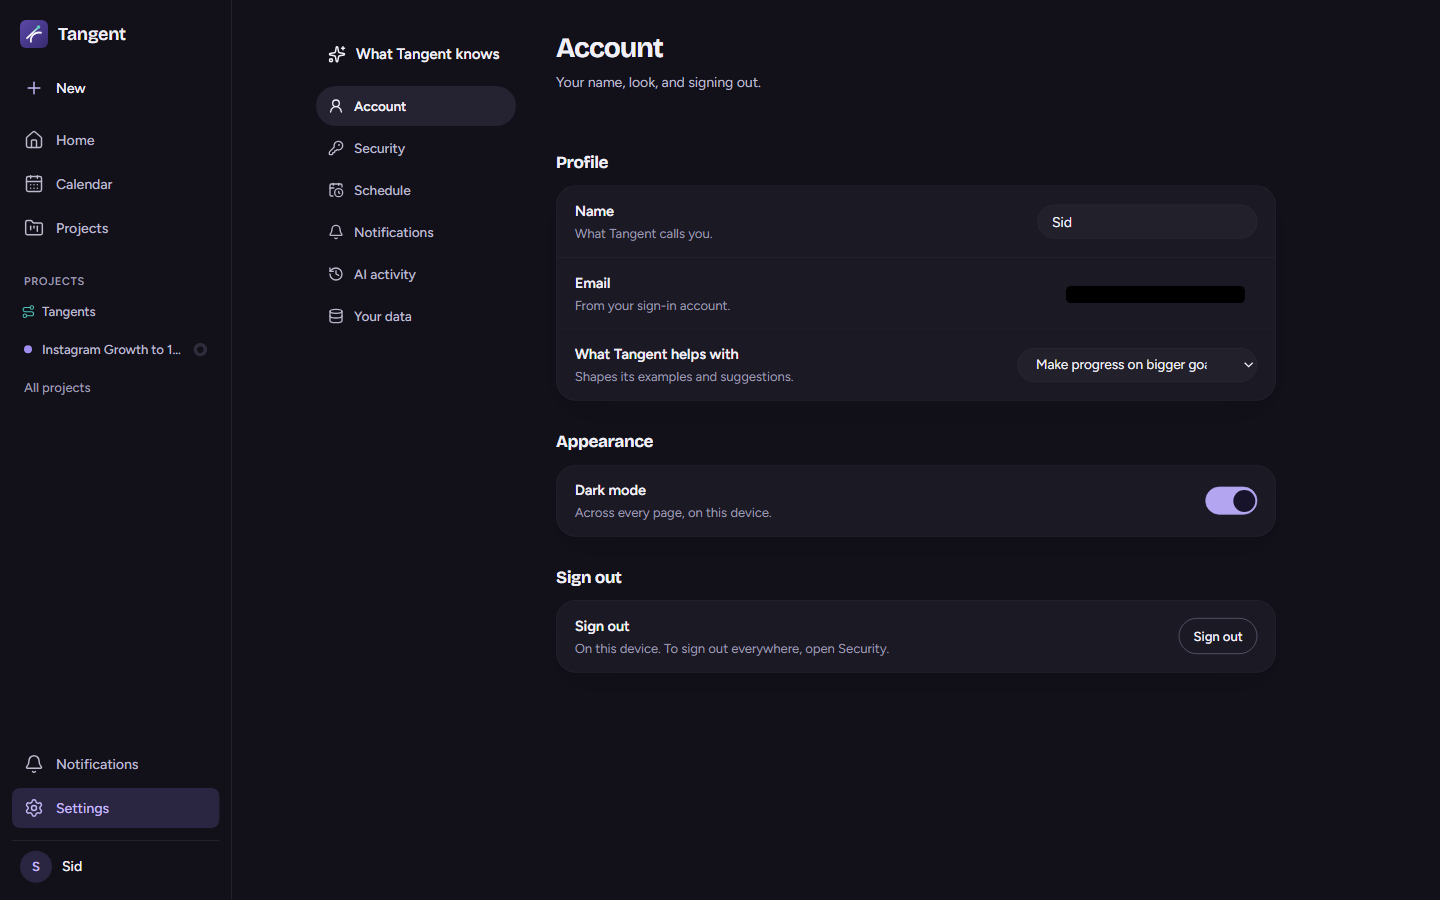 Tangent
New
Home
Calendar
Projects
PROJECTS
Tangents
Instagram Growth to 1...
All projects
Notifications
Settings
S
Sid
What Tangent knows
Account
Security
Schedule
Notifications
AI activity
Your data
Account
Your name, look, and signing out.
Profile
Name
What Tangent calls you.
Sid
Email
From your sign-in account.
What Tangent helps with
Shapes its examples and suggestions.
Make progress on bigger goa
Appearance
Dark mode
Across every page, on this device.
Sign out
Sign out
On this device. To sign out everywhere, open Security.
Sign out